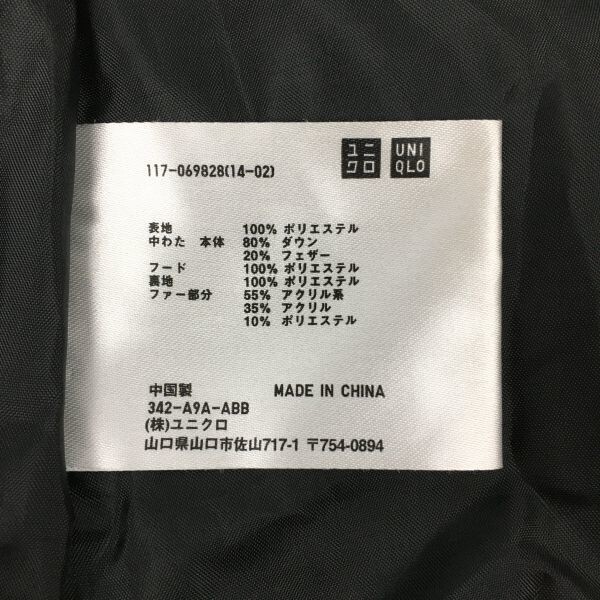 117-069828(14-02)
ユニ
クロ
UNI
QLO
表地 100% ポリエステル
中わた 本体 80% ダウン
20% フェザー
フード 100% ポリエステル
裏地 100% ポリエステル
ファー部分 55% アクリル系
35% アクリル
10% ポリエステル
中国製 MADE IN CHINA
342-A9A-ABB
(株)ユニクロ
山口県山口市佐山717-1 〒754-0894